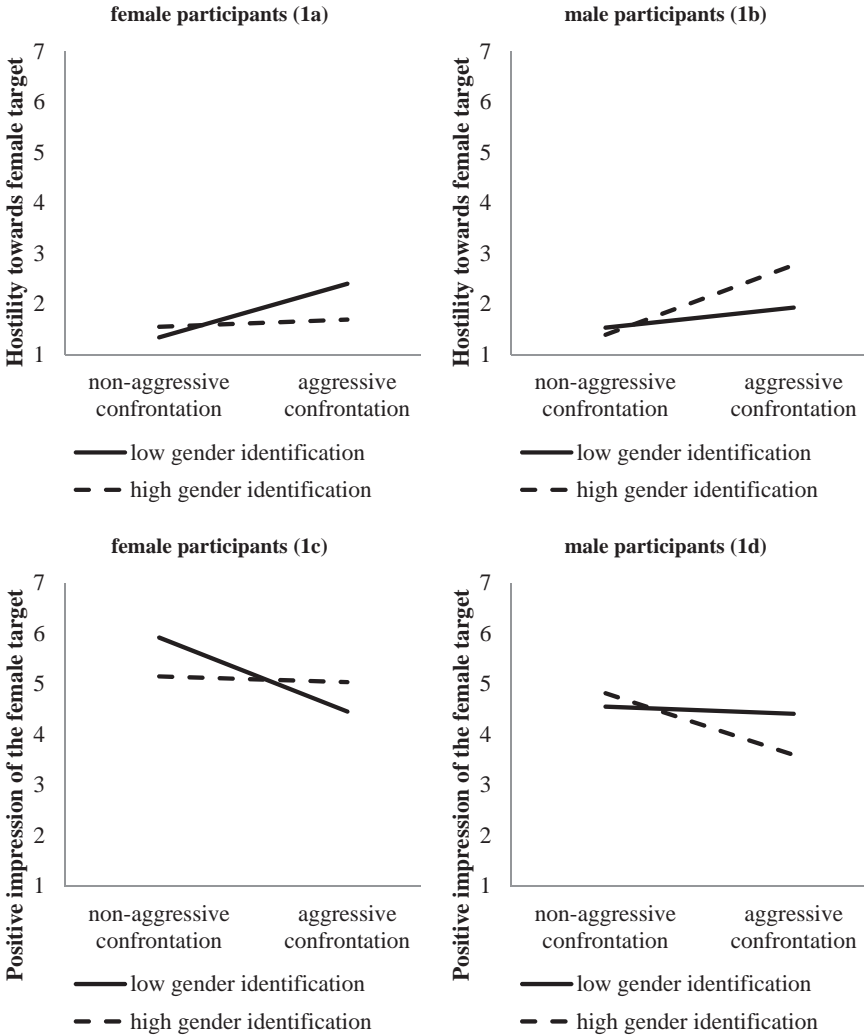 female participants (1a)
Hostility towards female target
7
6
5
4
3
2
1
non-aggressive
confrontation
aggressive
confrontation
low gender identification
high gender identification
male participants (1b)
Hostility towards female target
7
6
5
4
3
2
1
non-aggressive
confrontation
aggressive
confrontation
low gender identification
high gender identification
female participants (1c)
Positive impression of the female target
7
6
5
4
3
2
1
non-aggressive
confrontation
aggressive
confrontation
low gender identification
high gender identification
male participants (1d)
Positive impression of the female target
7
6
5
4
3
2
1
non-aggressive
confrontation
aggressive
confrontation
low gender identification
high gender identification